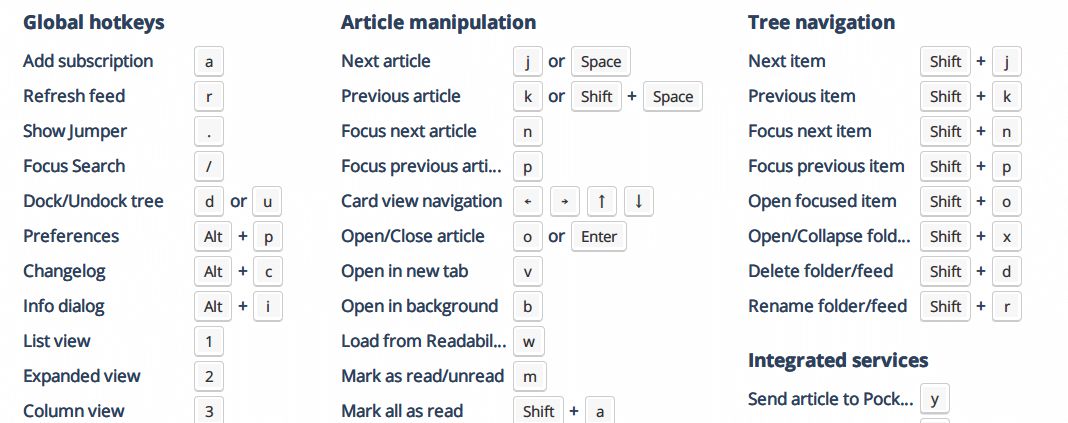 Global hotkeys
Add subscription a
Refresh feed r
Show Jumper .
Focus Search /
Dock/Undock tree d or u
Preferences Alt + p
Changelog Alt + c
Info dialog Alt + i
List view 1
Expanded view 2
Column view 3
Article manipulation
Next article j or Space
Previous article k or Shift + Space
Focus next article n
Focus previous arti... p
Card view navigation ← → ↑ ↓
Open/Close article o or Enter
Open in new tab v
Open in background b
Load from Readabil... w
Mark as read/unread m
Mark all as read Shift + a
Tree navigation
Next item Shift + j
Previous item Shift + k
Focus next item Shift + n
Focus previous item Shift + p
Open focused item Shift + o
Open/Collapse fold... Shift + x
Delete folder/feed Shift + d
Rename folder/feed Shift + r
Integrated services
Send article to Pock... y